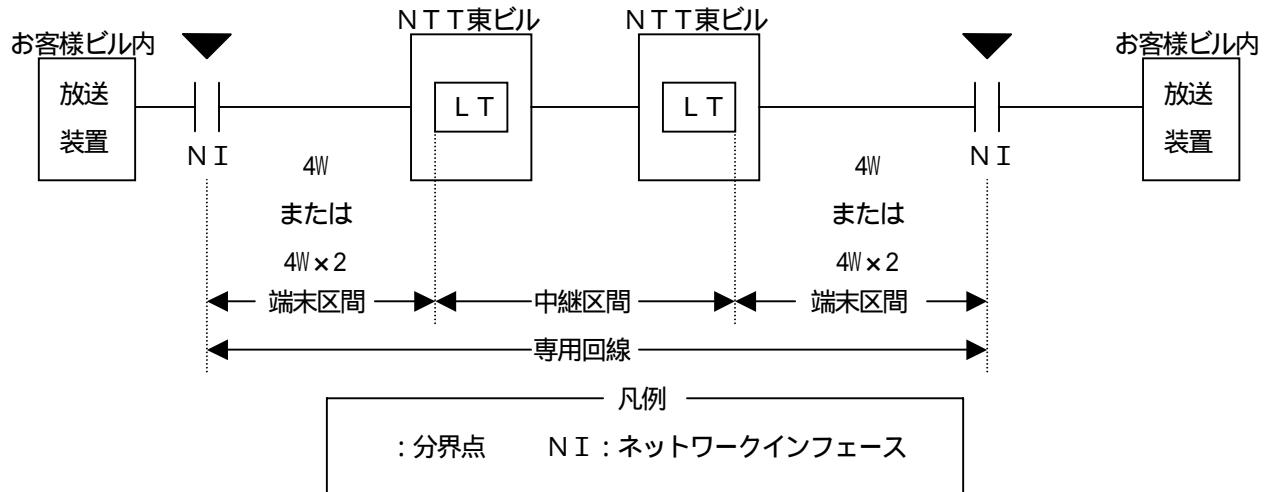 ＮＴＴ東ビル
ＮＴＴ東ビル
お客様ビル内
お客様ビル内
放送
装置
ＮＩ
ＬＴ
ＬＴ
ＮＩ
放送
装置
4W
または
4W×2
4W
または
4W×2
端末区間
中継区間
端末区間
専用回線
凡例
：分界点　ＮＩ：ネットワークインフェース